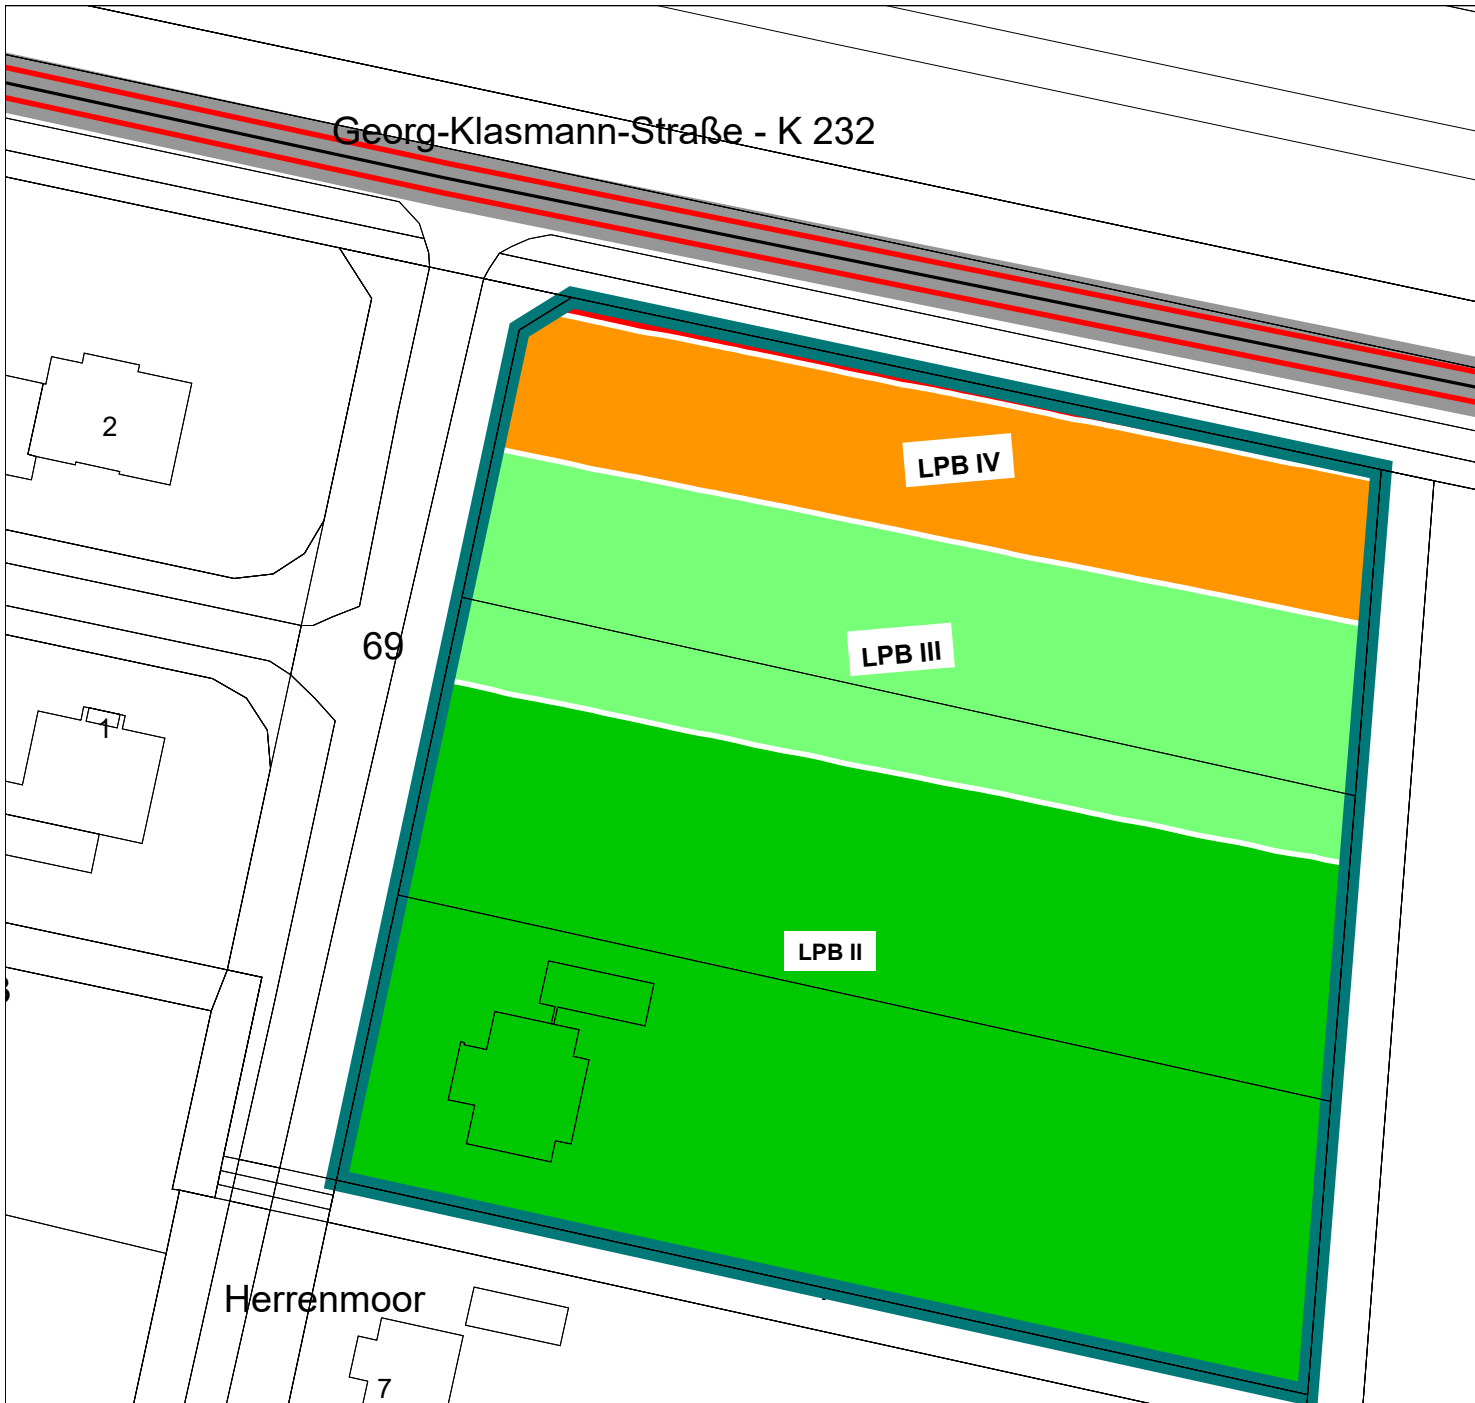 Georg-Klasmann-Straße - K 232
2
LPB IV
69
LPB III
1
LPB II
Herrenmoor
7